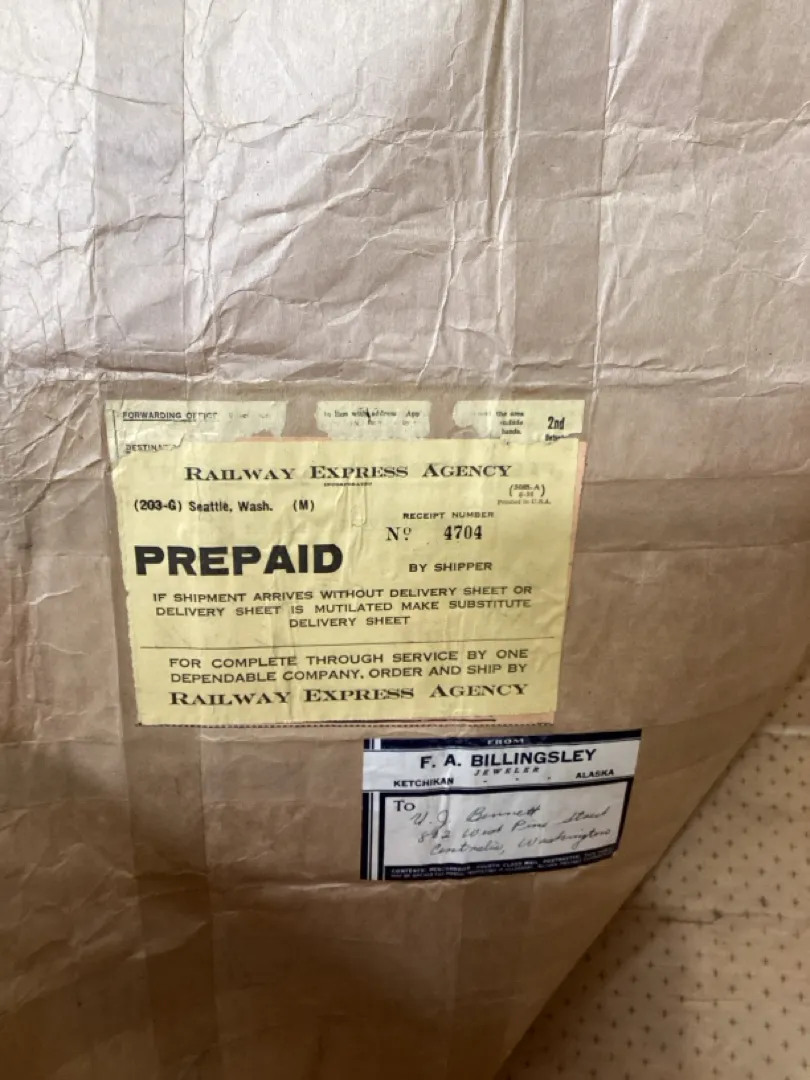 FORWARDING OFFICE
2nd
RAILWAY EXPRESS AGENCY
INCORPORATED
(203-G) Seattle, Wash. (M)
Printed in U.S.A.
RECEIPT NUMBER
Nº 4704
PREPAID BY SHIPPER
IF SHIPMENT ARRIVES WITHOUT DELIVERY SHEET OR
DELIVERY SHEET IS MUTILATED MAKE SUBSTITUTE
DELIVERY SHEET
FOR COMPLETE THROUGH SERVICE BY ONE
DEPENDABLE COMPANY, ORDER AND SHIP BY
RAILWAY EXPRESS AGENCY
FROM
F. A. BILLINGSLEY
JEWELER
KETCHIKAN - - - ALASKA
To
Bennett
West Pine Street
Centralia, Washington